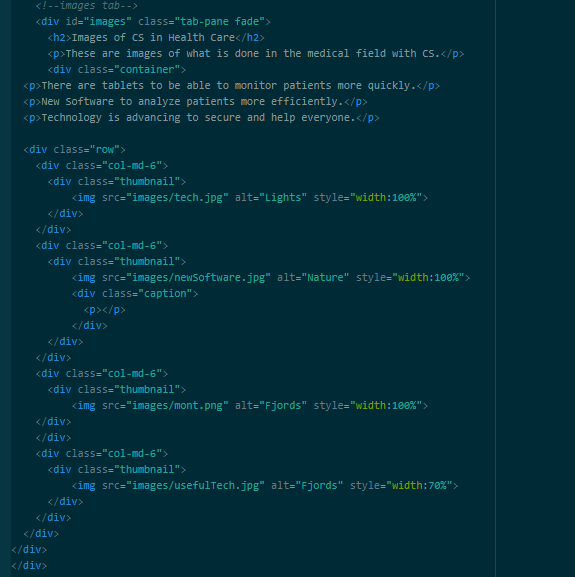 <!--images tab-->
<div id="images" class="tab-pane fade">
<h2>Images of CS in Health Care</h2>
<p>These are images of what is done in the medical field with CS.</p>
<div class="container">
<p>There are tablets to be able to monitor patients more quickly.</p>
<p>New Software to analyze patients more efficiently.</p>
<p>Technology is advancing to secure and help everyone.</p>
<div class="row">
<div class="col-md-6">
<div class="thumbnail">
<img src="images/tech.jpg" alt="Lights" style="width:100%">
</div>
</div>
<div class="col-md-6">
<div class="thumbnail">
<img src="images/newSoftware.jpg" alt="Nature" style="width:100%">
<div class="caption">
<p></p>
</div>
</div>
</div>
<div class="col-md-6">
<div class="thumbnail">
<img src="images/mont.png" alt="Fjords" style="width:100%">
</div>
</div>
<div class="col-md-6">
<div class="thumbnail">
<img src="images/usefulTech.jpg" alt="Fjords" style="width:70%">
</div>
</div>
</div>
</div>
</div>